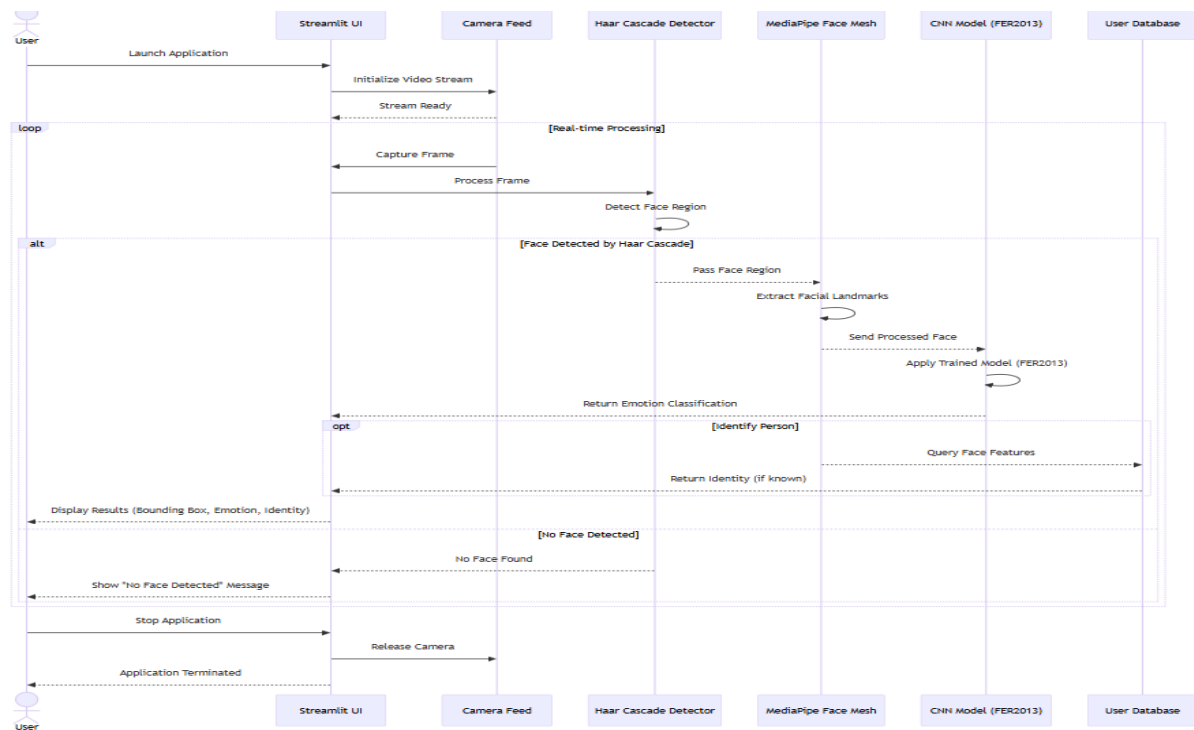 Streamlit UI
Camera Feed
Haar Cascade Detector
MediaPipe Face Mesh
CNN Model (FER2013)
User Database
User
Launch Application
Initialize Video Stream
Stream Ready
loop
[Real-time Processing]
Capture Frame
Process Frame
Detect Face Region
alt
[Face Detected by Haar Cascade]
Pass Face Region
Extract Facial Landmarks
Send Processed Face
Apply Trained Model (FER2013)
Return Emotion Classification
opt
[Identify Person]
Query Face Features
Return Identity (if known)
Display Results (Bounding Box, Emotion, Identity)
[No Face Detected]
No Face Found
Show "No Face Detected" Message
Stop Application
Release Camera
Application Terminated
Streamlit UI
Camera Feed
Haar Cascade Detector
MediaPipe Face Mesh
CNN Model (FER2013)
User Database
User